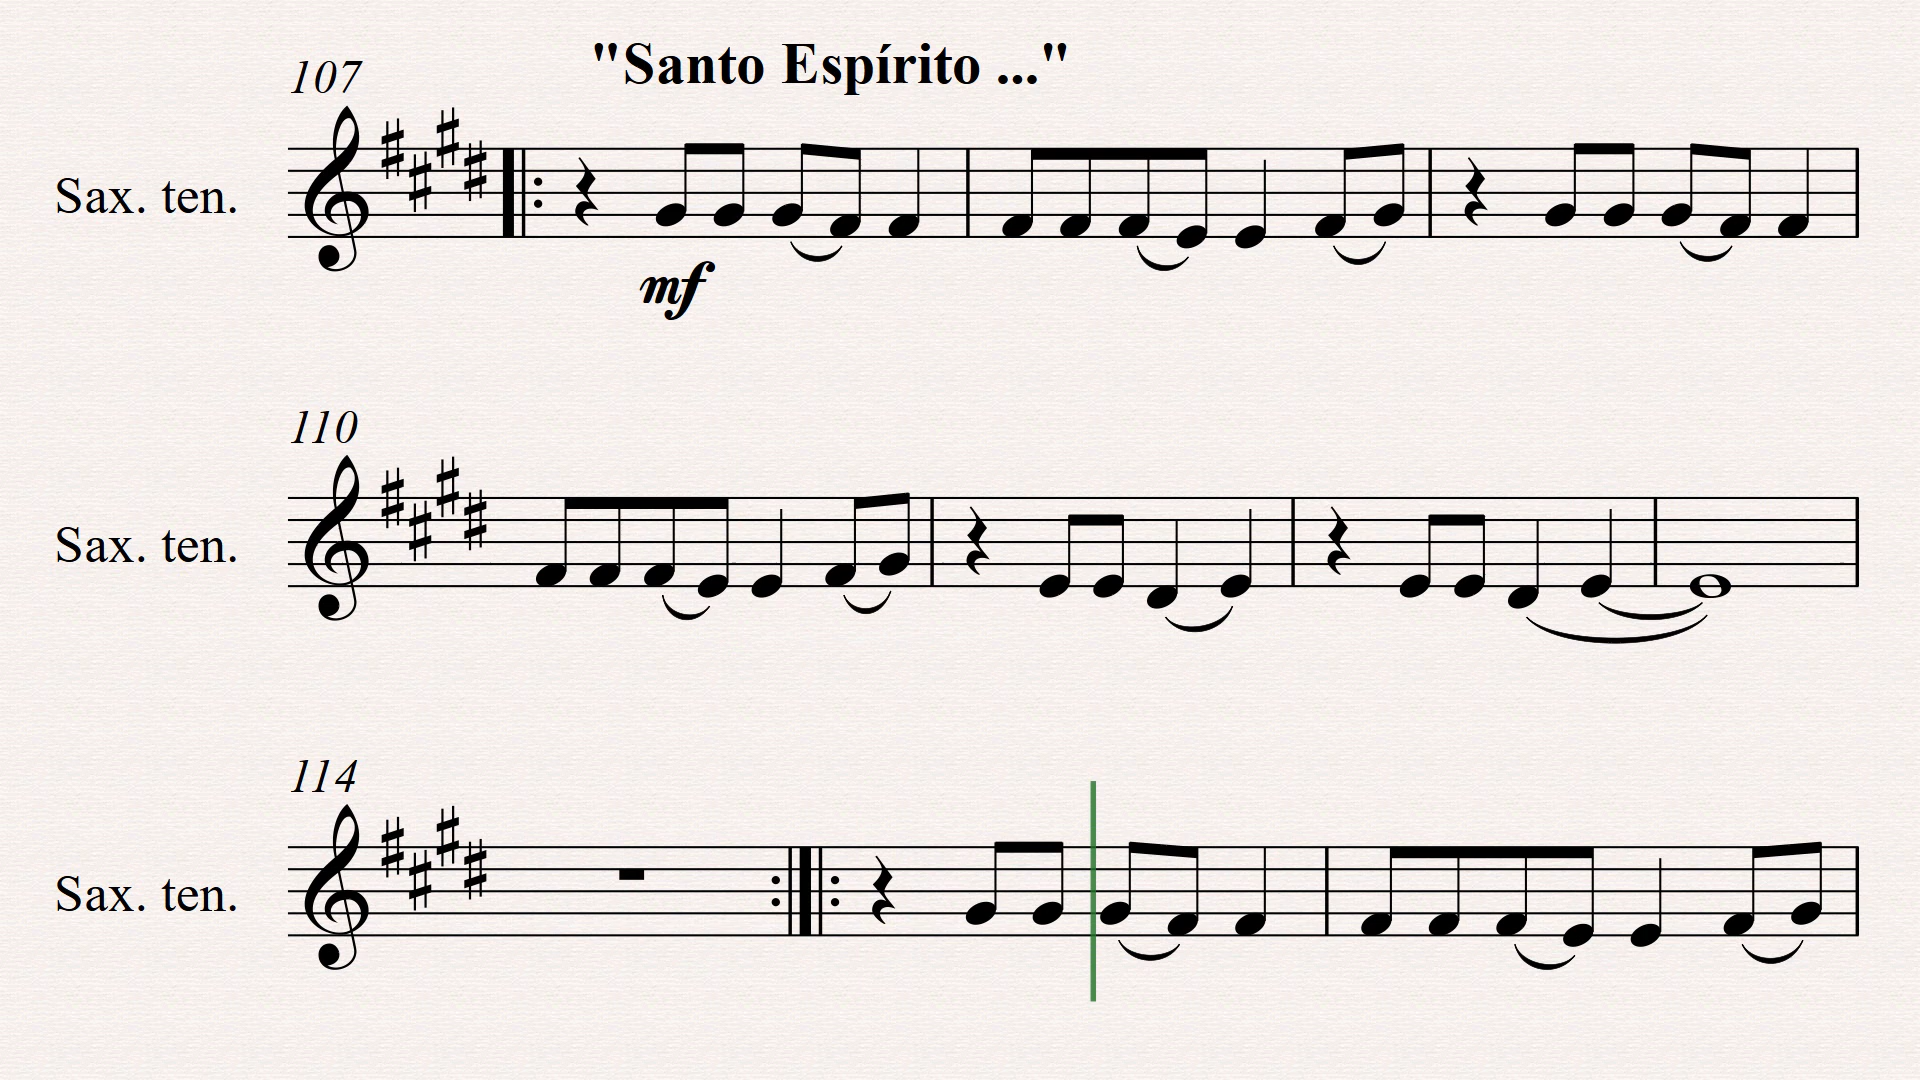 107
"Santo Espírito ..."
Sax. ten.
mf
110
Sax. ten.
114
Sax. ten.